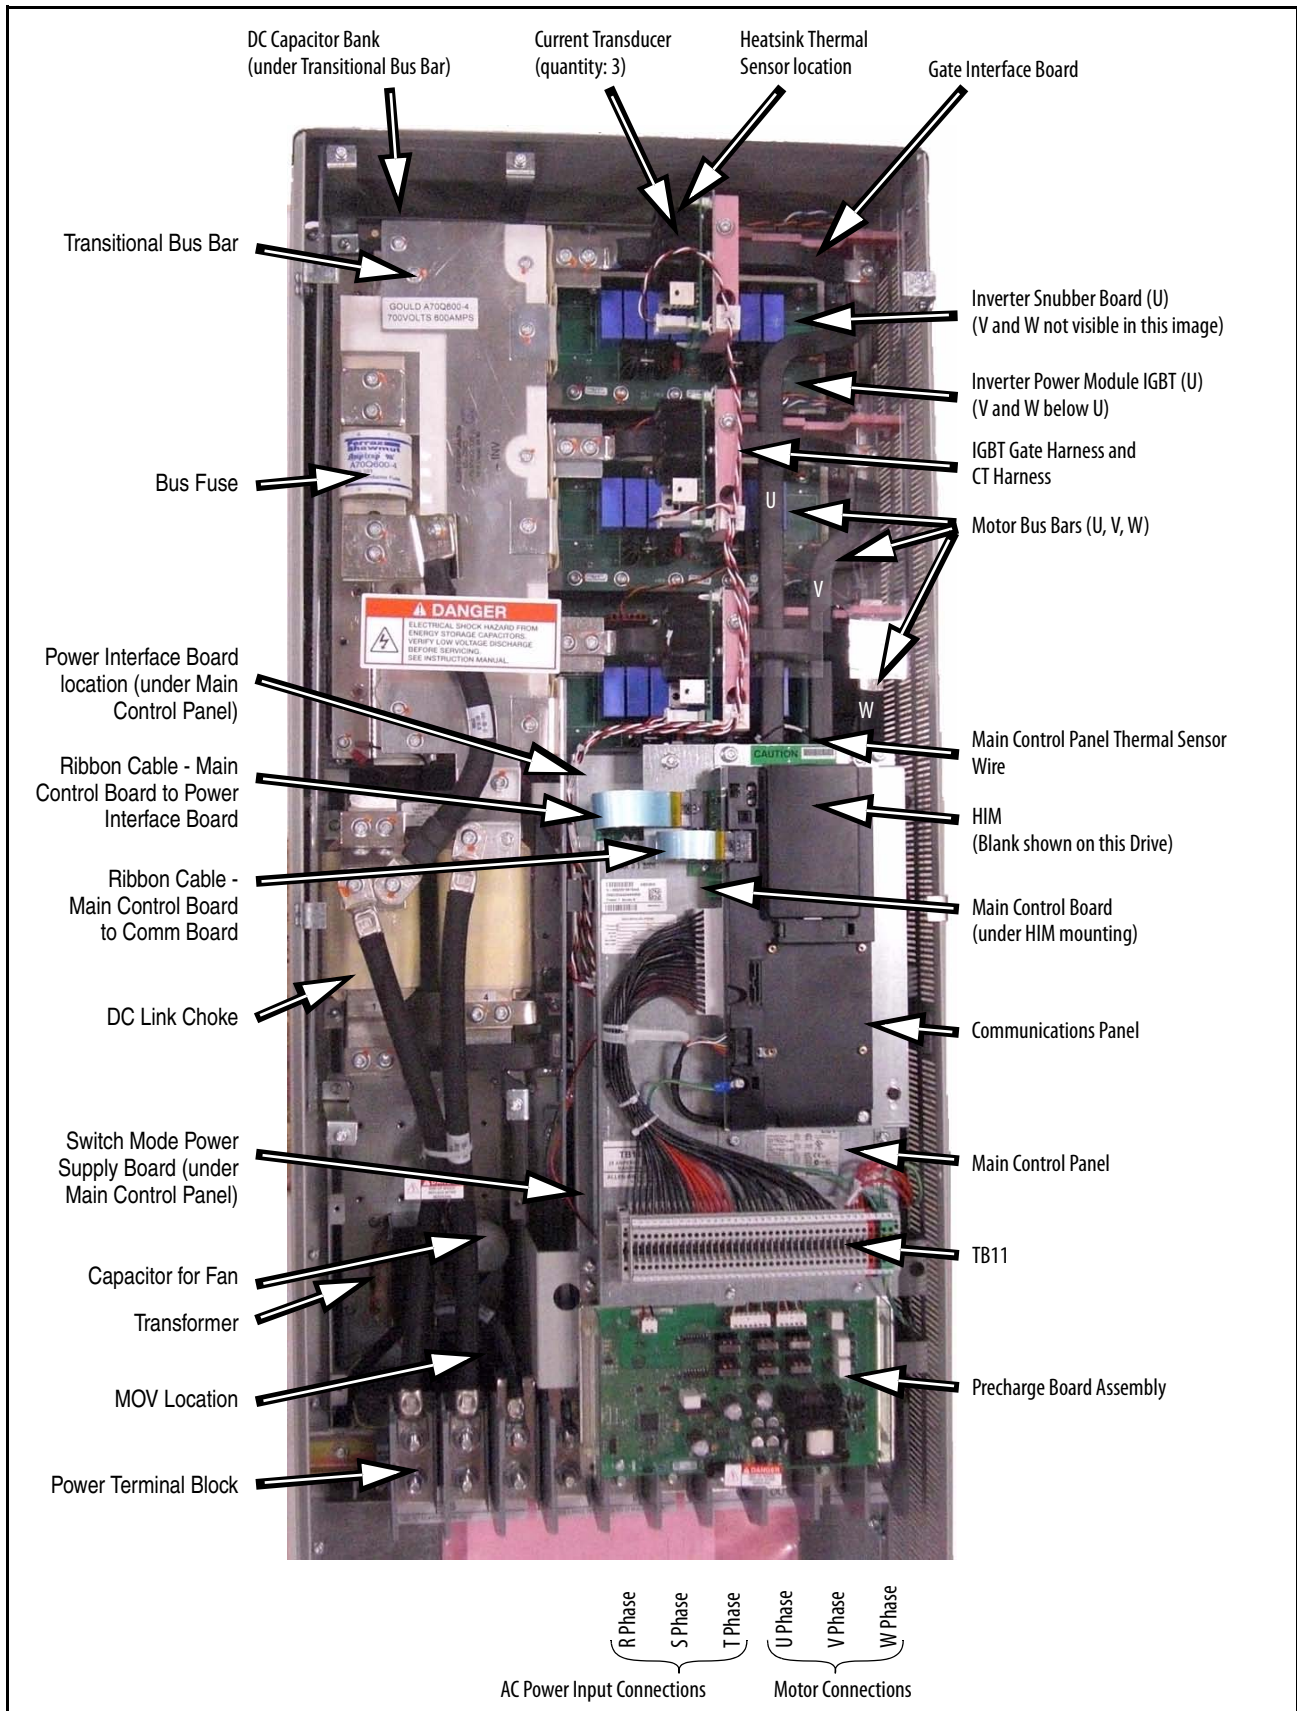 DC Capacitor Bank
(under Transitional Bus Bar)
Current Transducer
(quantity: 3)
Heatsink Thermal
Sensor location
Gate Interface Board
Transitional Bus Bar
GOULD A70Q600-4
700VOLTS 600AMPS
Inverter Snubber Board (U)
(V and W not visible in this image)
Inverter Power Module IGBT (U)
(V and W below U)
IGBT Gate Harness and
CT Harness
Bus Fuse
Ferraz
Shawmut
A70Q600-4
- INV
U
Motor Bus Bars (U, V, W)
V
DANGER
ELECTRICAL SHOCK HAZARD FROM
ENERGY STORAGE CAPACITORS.
VERIFY LOW VOLTAGE DISCHARGE
BEFORE SERVICING.
SEE INSTRUCTION MANUAL.
W
Power Interface Board
location (under Main
Control Panel)
Main Control Panel Thermal Sensor
Wire
CAUTION
Ribbon Cable - Main
Control Board to Power
Interface Board
HIM
(Blank shown on this Drive)
Ribbon Cable -
Main Control Board
to Comm Board
Main Control Board
(under HIM mounting)
1
4
DC Link Choke
Communications Panel
Switch Mode Power
Supply Board (under
Main Control Panel)
Main Control Panel
TB11
Capacitor for Fan
Transformer
MOV Location
Precharge Board Assembly
Power Terminal Block
DANGER
R Phase
S Phase
T Phase
U Phase
V Phase
W Phase
AC Power Input Connections
Motor Connections